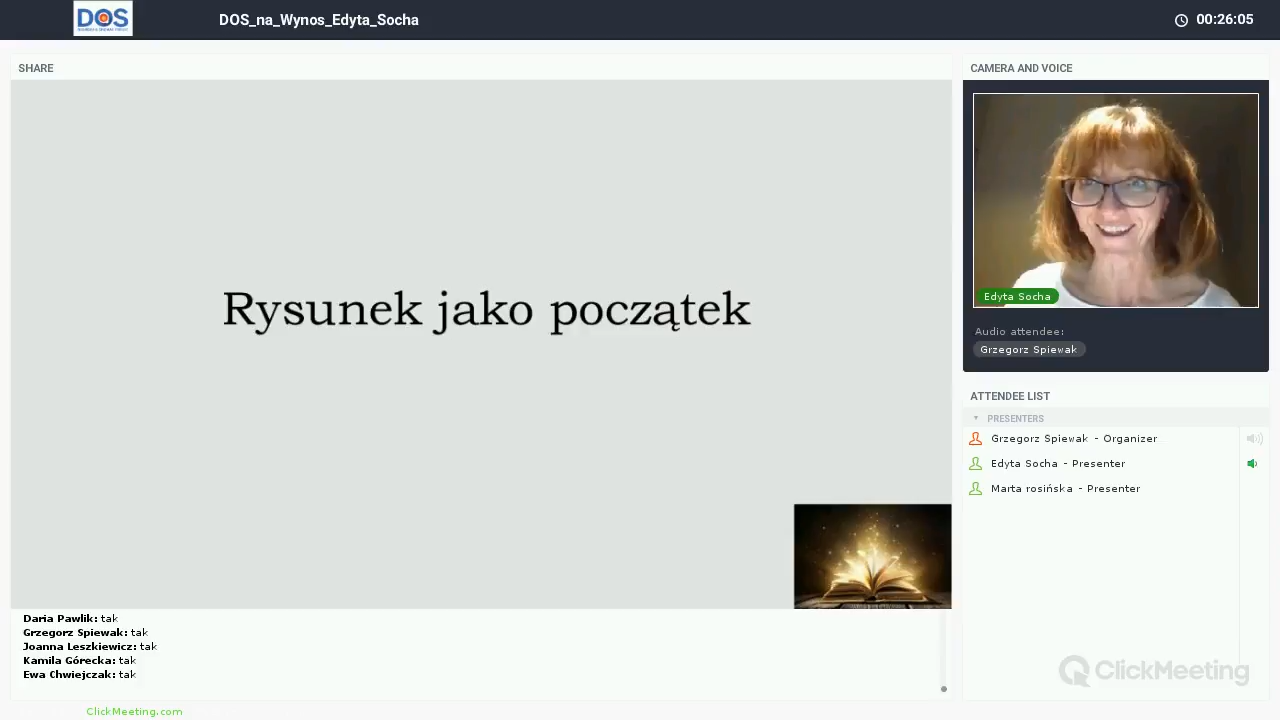 DOS
DOS_na_Wynos_Edyta_Socha
00:26:05
SHARE
CAMERA AND VOICE
Rysunek jako początek
Edyta Socha
Audio attendee:
Grzegorz Spiewak
ATTENDEE LIST
PRESENTERS
Grzegorz Spiewak - Organizer
Edyta Socha - Presenter
Marta rosińska - Presenter
Daria Pawlik: tak
Grzegorz Spiewak: tak
Joanna Leszkiewicz: tak
Kamila Górecka: tak
Ewa Chwiejczak: tak
ClickMeeting
ClickMeeting.com